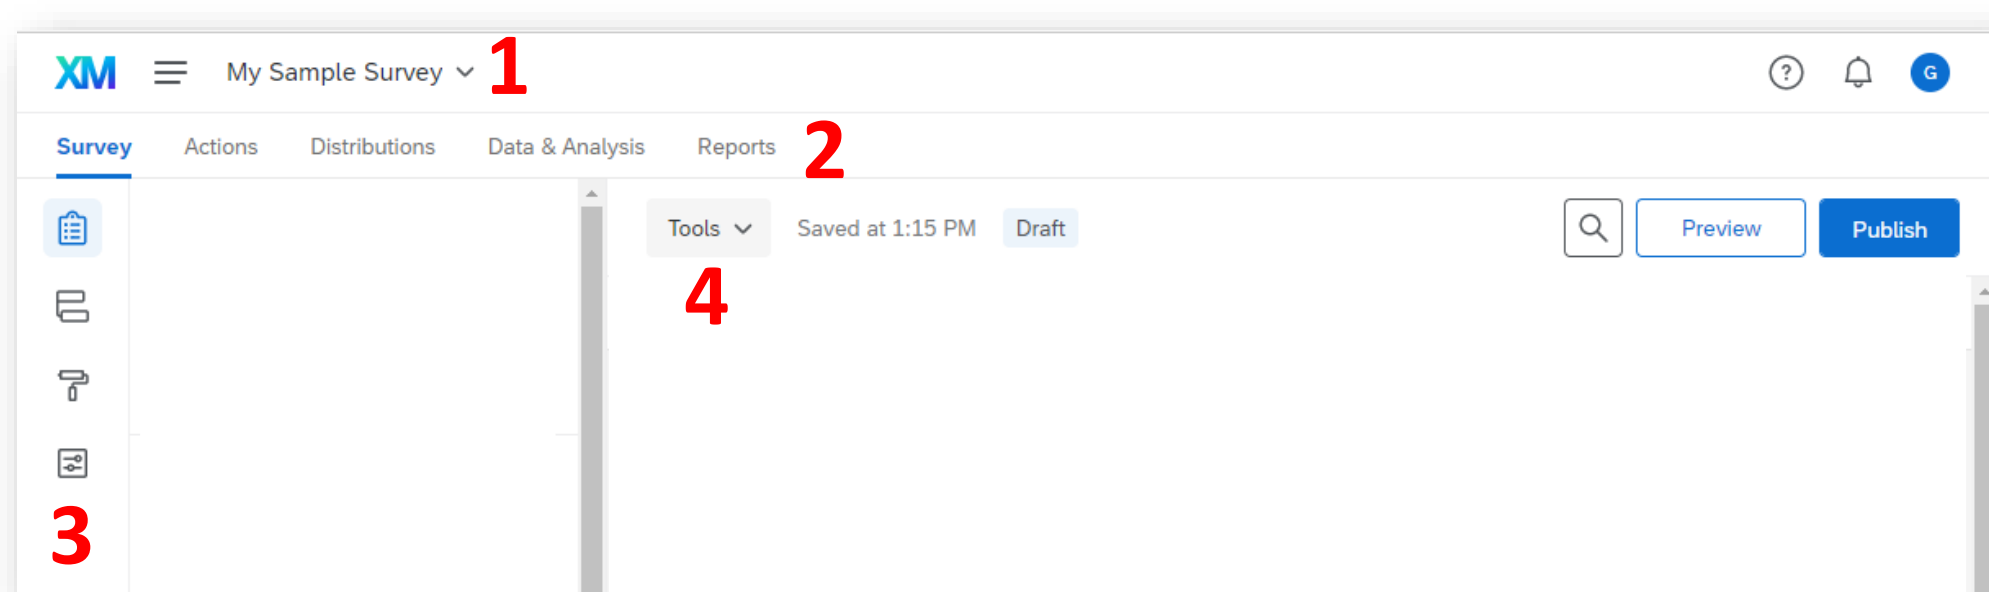 XM My Sample Survey 1 ? G
Survey Actions Distributions Data & Analysis Reports 2
Tools Saved at 1:15 PM Draft Preview Publish
4
3